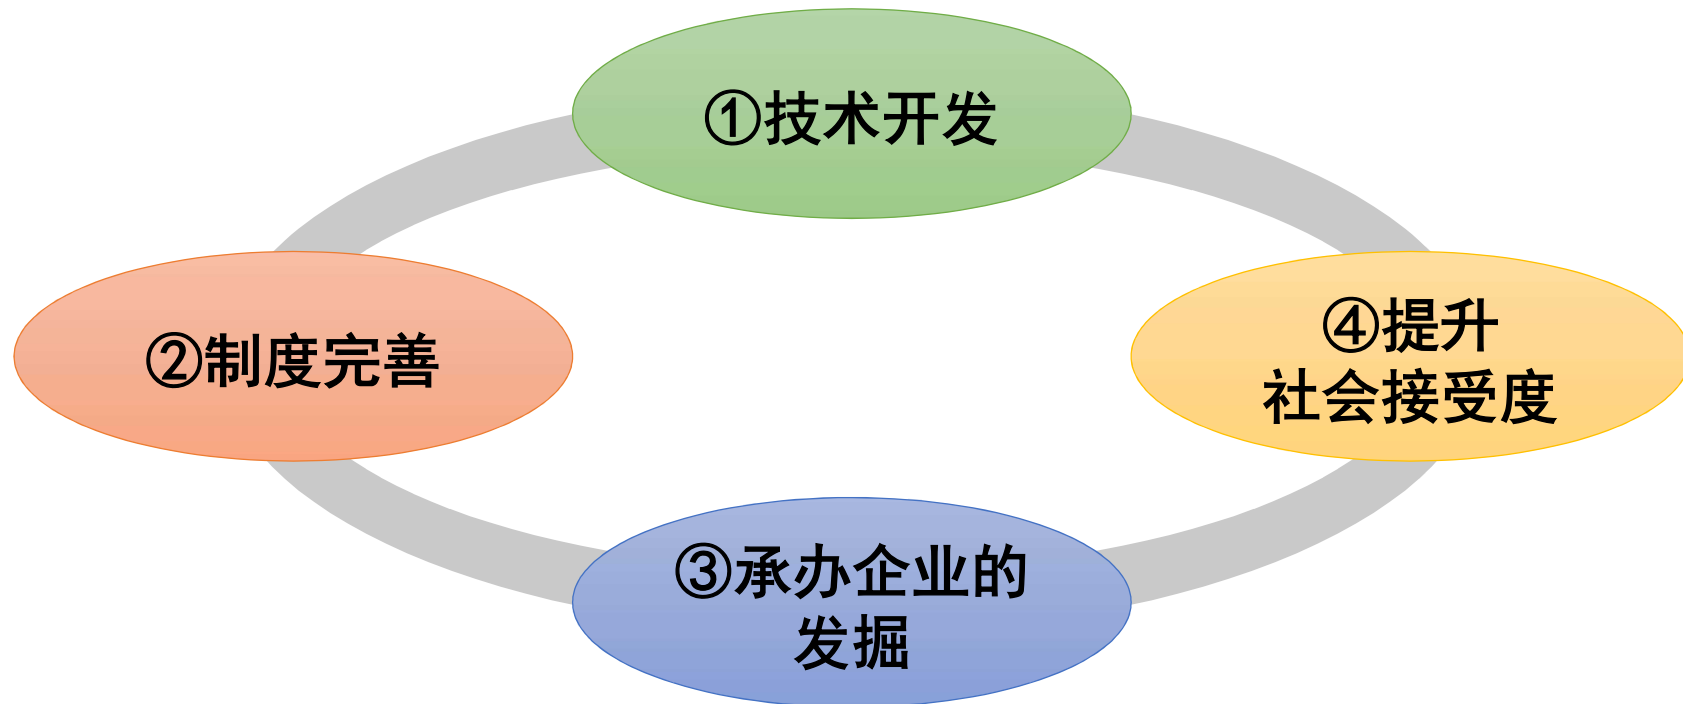 ①技术开发
②制度完善
③承办企业的
发掘
④提升
社会接受度